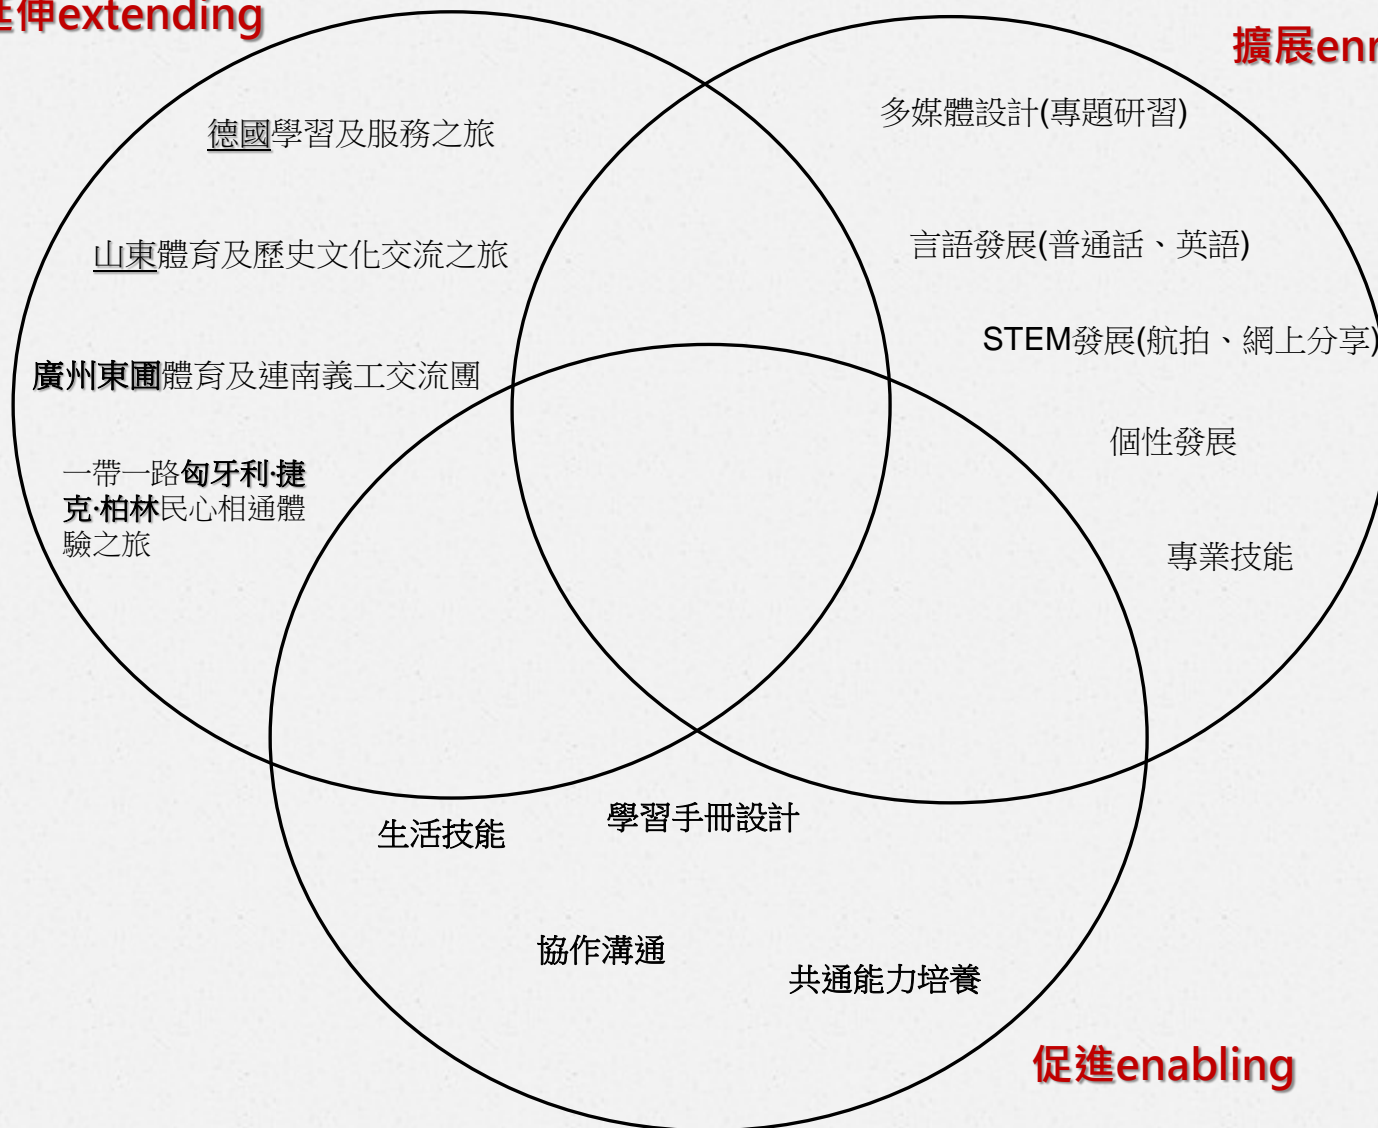 延伸extending
擴展enr
德國學習及服務之旅
多媒體設計(專題研習)
山東體育及歷史文化交流之旅
言語發展(普通話、英語)
STEM發展(航拍、網上分享)
廣州東圃體育及連南義工交流團
個性發展
一帶一路匈牙利·捷
克·柏林民心相通體
驗之旅
專業技能
生活技能
學習手冊設計
協作溝通
共通能力培養
促進enabling